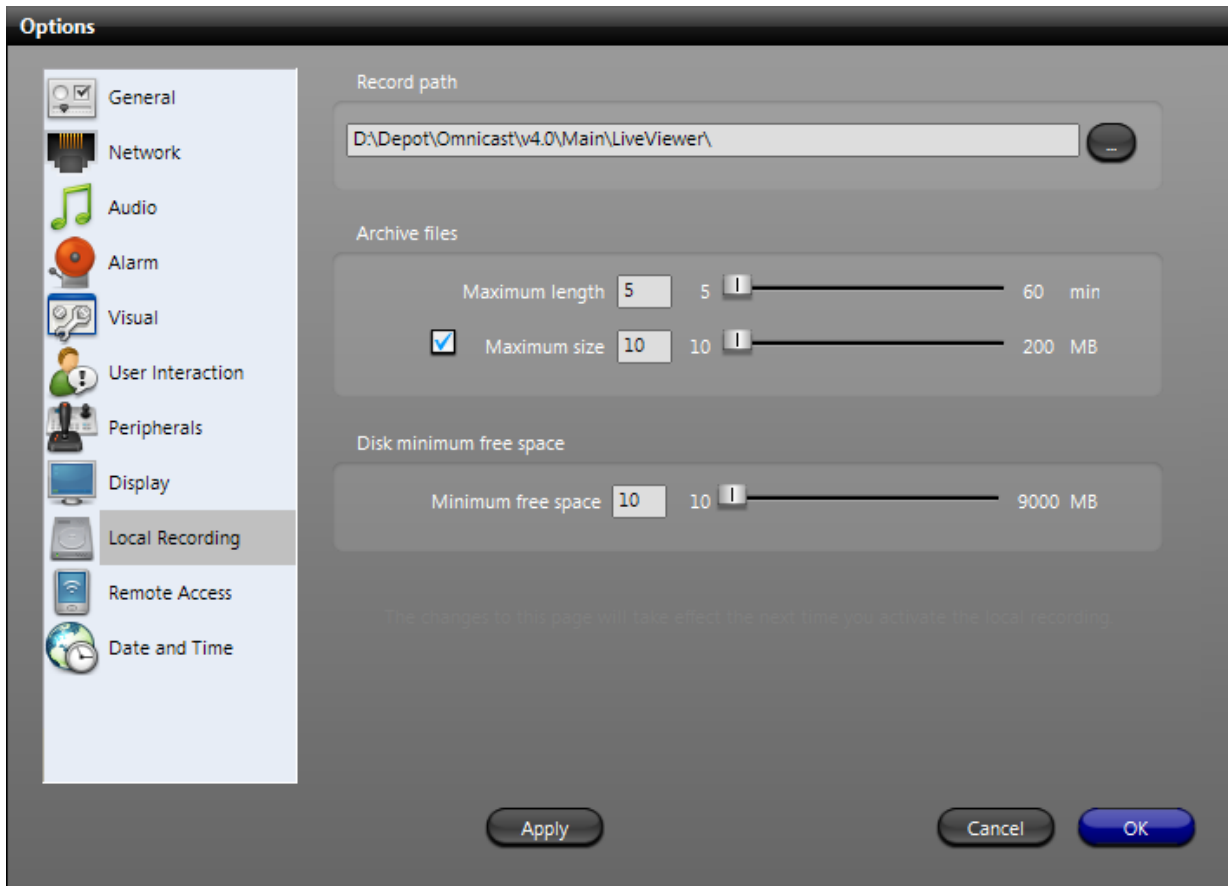 Options
General
Network
Audio
Alarm
Visual
User Interaction
Peripherals
Display
Local Recording
Remote Access
Date and Time
Record path
D:\Depot\Omnicast\v4.0\Main\LiveViewer\
...
Archive files
Maximum length 5 5 60 min
Maximum size 10 10 200 MB
Disk minimum free space
Minimum free space 10 10 9000 MB
The changes to this page will take effect the next time you activate the local recording.
Apply Cancel OK